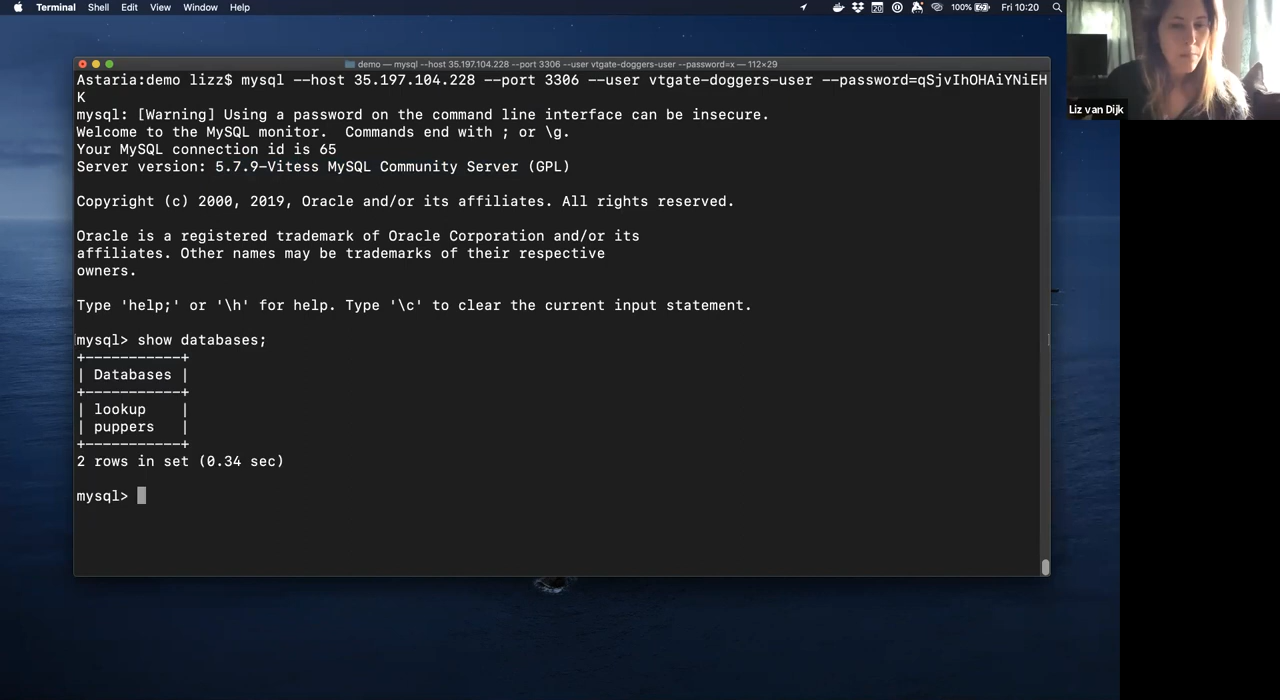 Terminal Shell Edit View Window Help 20 100% Fri 10:20
demo — mysql --host 35.197.104.228 --port 3306 --user vtgate-doggers-user --password=x — 112×29
Astaria:demo lizz$ mysql --host 35.197.104.228 --port 3306 --user vtgate-doggers-user --password=qSjvIhOHAiYNiEH
K
mysql: [Warning] Using a password on the command line interface can be insecure.
Welcome to the MySQL monitor.  Commands end with ; or \g.
Your MySQL connection id is 65
Server version: 5.7.9-Vitess MySQL Community Server (GPL)
Copyright (c) 2000, 2019, Oracle and/or its affiliates. All rights reserved.
Oracle is a registered trademark of Oracle Corporation and/or its
affiliates. Other names may be trademarks of their respective
owners.
Type 'help;' or '\h' for help. Type '\c' to clear the current input statement.
mysql> show databases;
+-----------+
| Databases |
+-----------+
| lookup    |
| puppers   |
+-----------+
2 rows in set (0.34 sec)
mysql>
Liz van Dijk